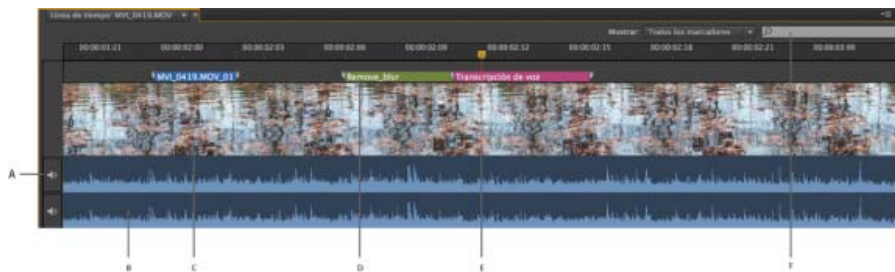 Línea de tiempo: MVI_0419.MOV
Mostrar: Todos los marcadores
00:00:01:21 00:00:02:00 00:00:02:03 00:00:02:06 00:00:02:09 00:00:02:12 00:00:02:15 00:00:02:18 00:00:02:21 00:00:03:00
MVI_0419.MOV_01 Remove_blur Transcripción de voz
A
B C D E F